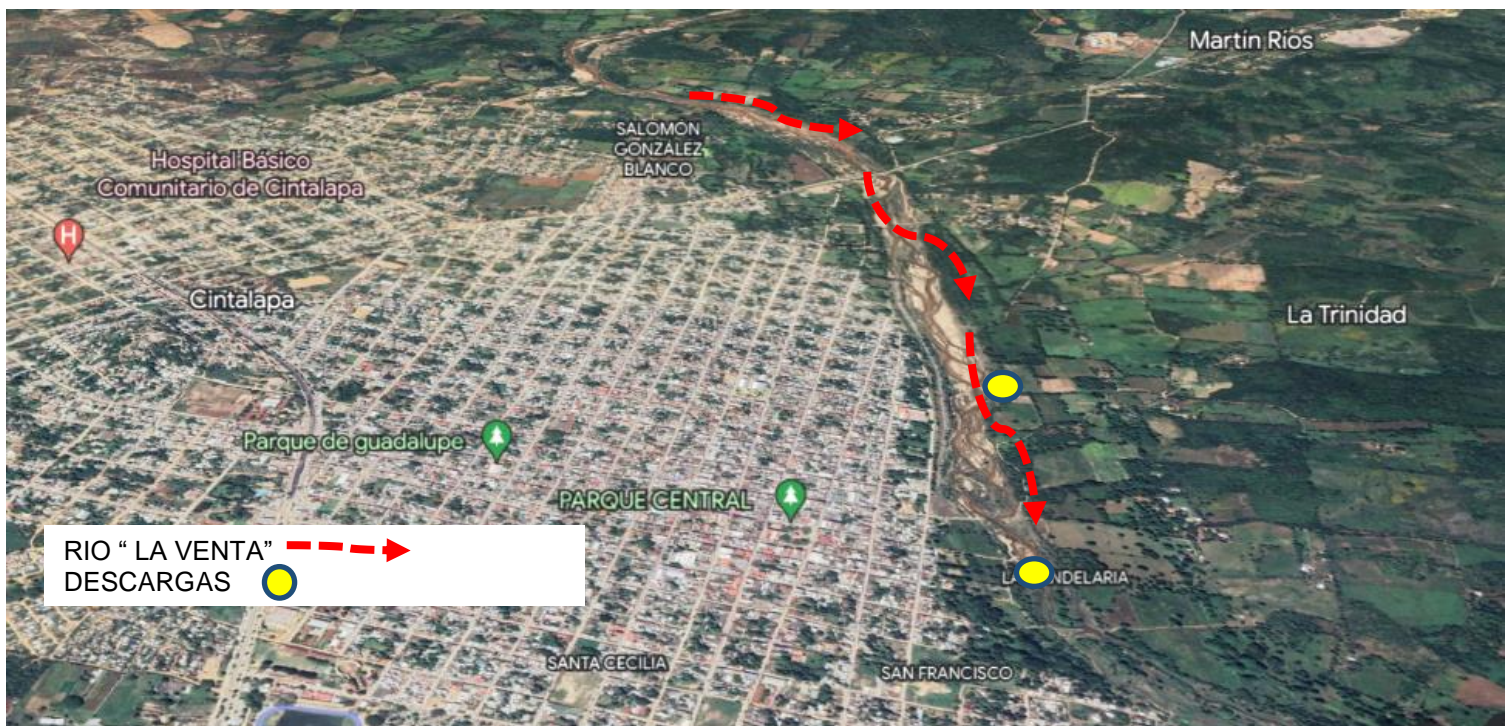 Martín Ríos
SALOMÓN
GONZÁLEZ
BLANCO
Hospital Básico
Comunitario de Cintalapa
H
Cintalapa
La Trinidad
Parque de guadalupe
PARQUE CENTRAL
RIO “ LA VENTA”
DESCARGAS
SANTA CECILIA
SAN FRANCISCO